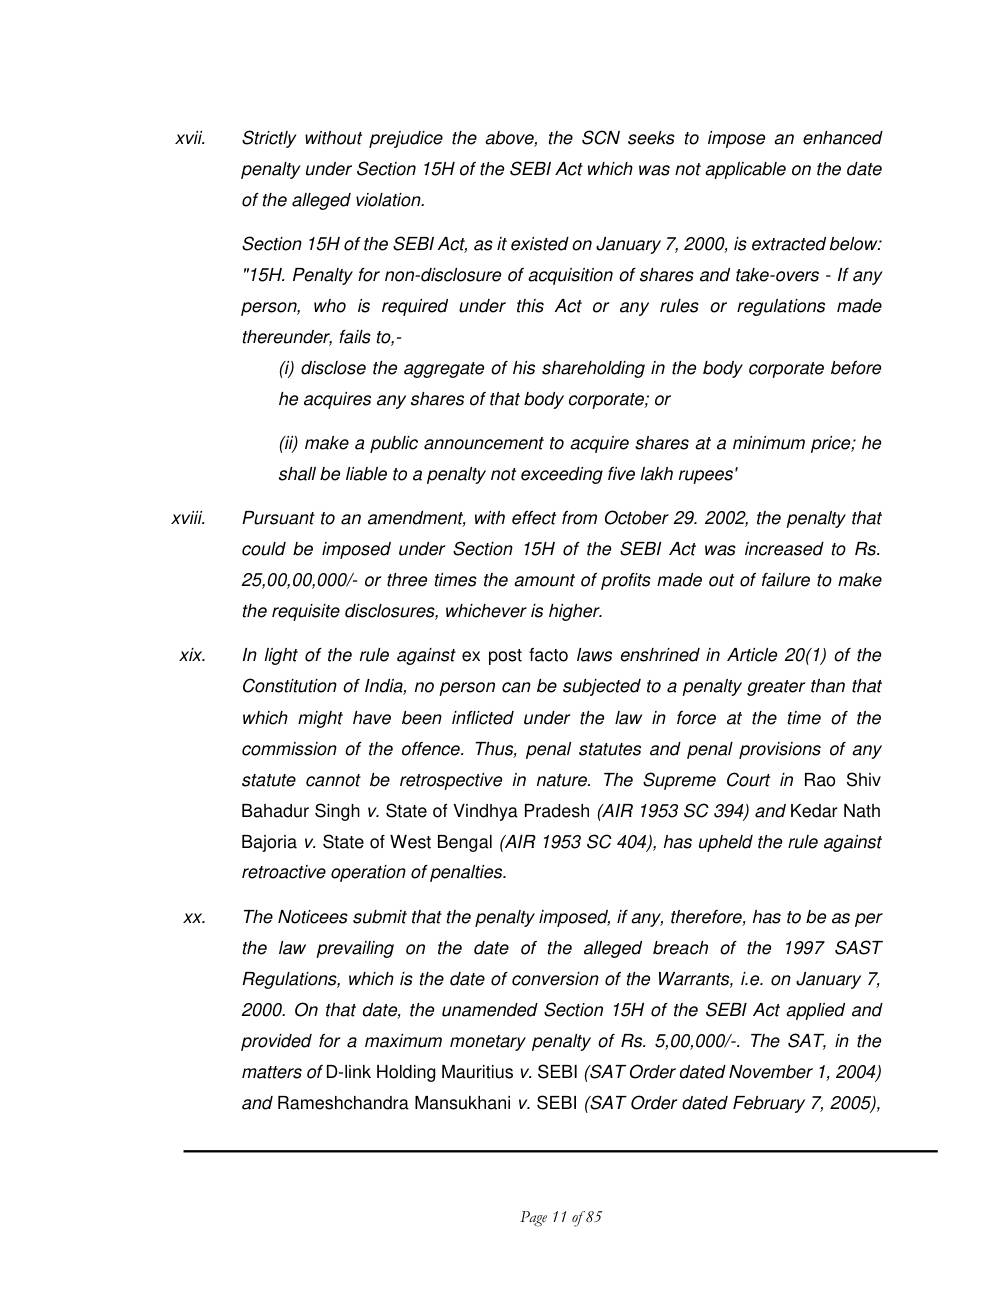 xvii. Strictly without prejudice the above, the SCN seeks to impose an enhanced
penalty under Section 15H of the SEBI Act which was not applicable on the date
of the alleged violation.
Section 15H of the SEBI Act, as it existed on January 7, 2000, is extracted below:
"15H. Penalty for non-disclosure of acquisition of shares and take-overs - If any
person, who is required under this Act or any rules or regulations made
thereunder, fails to,-
(i) disclose the aggregate of his shareholding in the body corporate before
he acquires any shares of that body corporate; or
(ii) make a public announcement to acquire shares at a minimum price; he
shall be liable to a penalty not exceeding five lakh rupees'
xviii. Pursuant to an amendment, with effect from October 29. 2002, the penalty that
could be imposed under Section 15H of the SEBI Act was increased to Rs.
25,00,00,000/- or three times the amount of profits made out of failure to make
the requisite disclosures, whichever is higher.
xix. In light of the rule against ex post facto laws enshrined in Article 20(1) of the
Constitution of India, no person can be subjected to a penalty greater than that
which might have been inflicted under the law in force at the time of the
commission of the offence. Thus, penal statutes and penal provisions of any
statute cannot be retrospective in nature. The Supreme Court in Rao Shiv
Bahadur Singh v. State of Vindhya Pradesh (AIR 1953 SC 394) and Kedar Nath
Bajoria v. State of West Bengal (AIR 1953 SC 404), has upheld the rule against
retroactive operation of penalties.
xx. The Noticees submit that the penalty imposed, if any, therefore, has to be as per
the law prevailing on the date of the alleged breach of the 1997 SAST
Regulations, which is the date of conversion of the Warrants, i.e. on January 7,
2000. On that date, the unamended Section 15H of the SEBI Act applied and
provided for a maximum monetary penalty of Rs. 5,00,000/-. The SAT, in the
matters of D-link Holding Mauritius v. SEBI (SAT Order dated November 1, 2004)
and Rameshchandra Mansukhani v. SEBI (SAT Order dated February 7, 2005),
Page 11 of 85